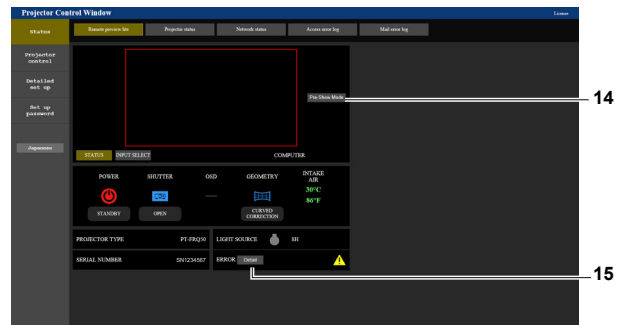 Projector Control Window
License
Status
Remote preview lite
Projector status
Network status
Access error log
Mail error log
Projector
control
Detailed
set up
Set up
password
Japanese
Pre-Show Mode
14
STATUS
INPUT SELECT
COMPUTER
POWER
SHUTTER
OSD
GEOMETRY
INTAKE
AIR
30°C
86°F
STANDBY
OPEN
CURVED
CORRECTION
PROJECTOR TYPE
PT-FRQ50
LIGHT SOURCE
8H
SERIAL NUMBER
SN1234567
ERROR
Detail
15